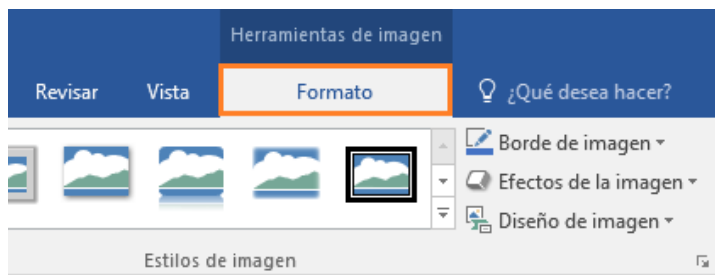 Herramientas de imagen
Revisar Vista Formato ¿Qué desea hacer?
Borde de imagen
Efectos de la imagen
Diseño de imagen
Estilos de imagen